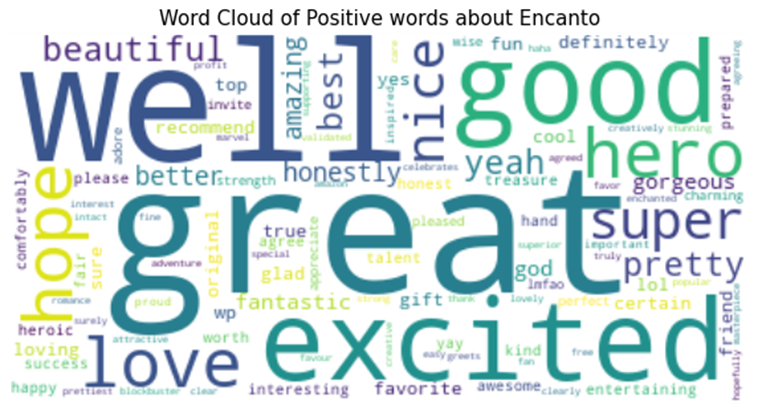 Word Cloud of Positive words about Encanto
beautiful
well
profit
top
invite
recommend
marvel
adore
amazing
supporting
best
validated
care
yes
inspired
nice
wise
fun
haha
definitely
good
prepared
agreeing
cool
creatively
stunning
hero
agreed
yeah
treasure
favor
gorgeous
enchanted
charming
comfortably
please
better
strength
honestly
celebrates
amazon
honest
hope
interest
intact
fine
great
super
pretty
true
agree
special
adventure
original
appreciate
glad
pleased
talent
hand
superior
important
truly
god
lmfao
lol
popular
fair
sure
romance
proud
fantastic
strong
gift
thank
lovely
perfect
certain
friend
masterpiece
heroic
surely
wp
excited
attractive
worth
loving
success
love
favour
creative
yay
easy
greets
kind
fan
free
happy
prettiest
blockbuster
clear
interesting
favorite
awesome
clearly
entertaining
hopefully